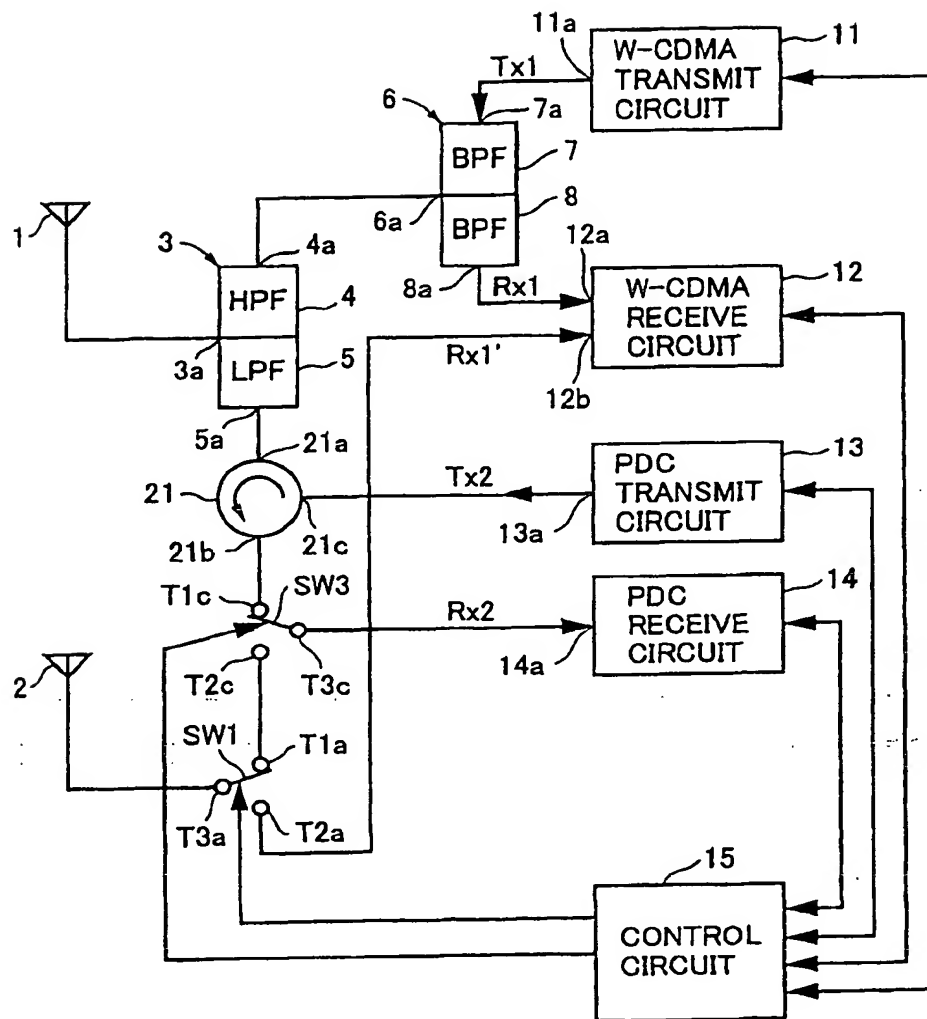 11a
W-CDMA
TRANSMIT
CIRCUIT
11
Tx1
6
7a
BPF
7
8
BPF
6a
8a
Rx1
1
3
4a
HPF
4
3a
LPF
5
5a
12a
W-CDMA
RECEIVE
CIRCUIT
12
Rx1'
12b
21a
21
21b
21c
Tx2
13a
PDC
TRANSMIT
CIRCUIT
13
T1c
SW3
Rx2
14a
PDC
RECEIVE
CIRCUIT
14
2
T2c
T3c
SW1
T1a
T3a
T2a
15
CONTROL
CIRCUIT